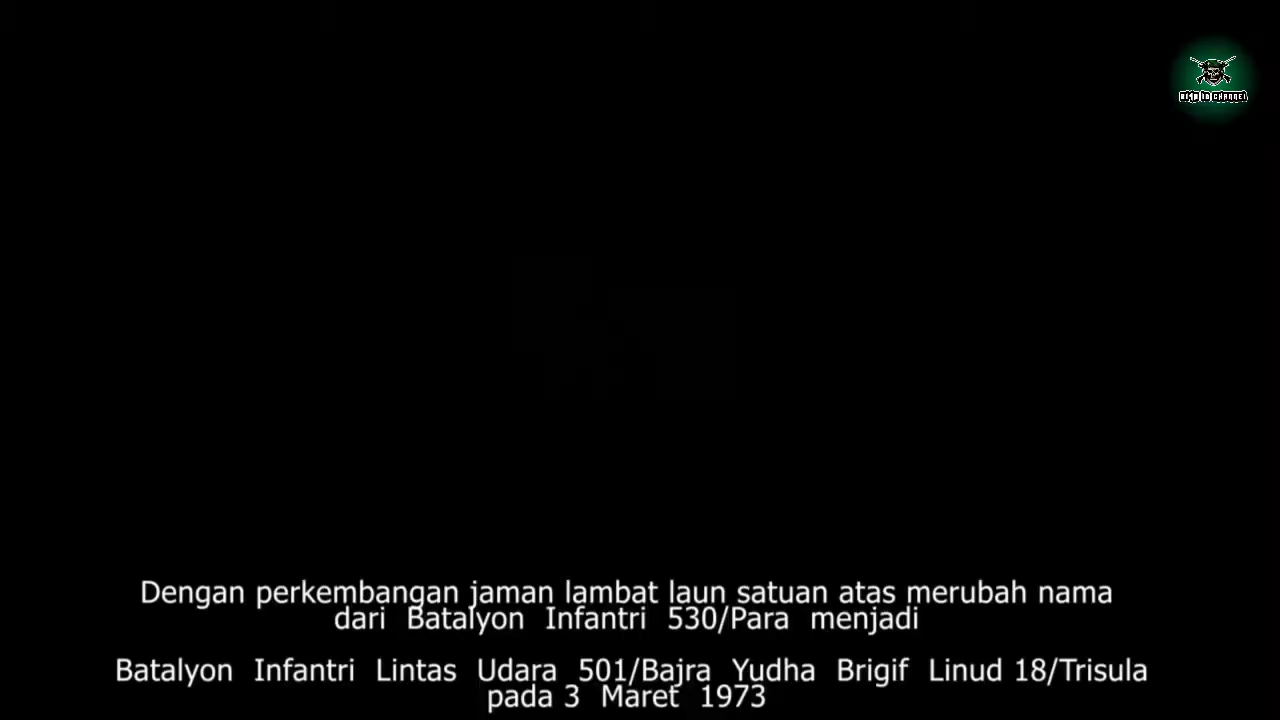 Dengan perkembangan jaman lambat laun satuan atas merubah nama
dari Batalyon Infantri 530/Para menjadi
Batalyon Infantri Lintas Udara 501/Bajra Yudha Brigif Linud 18/Trisula
pada 3 Maret 1973
CHANNEL